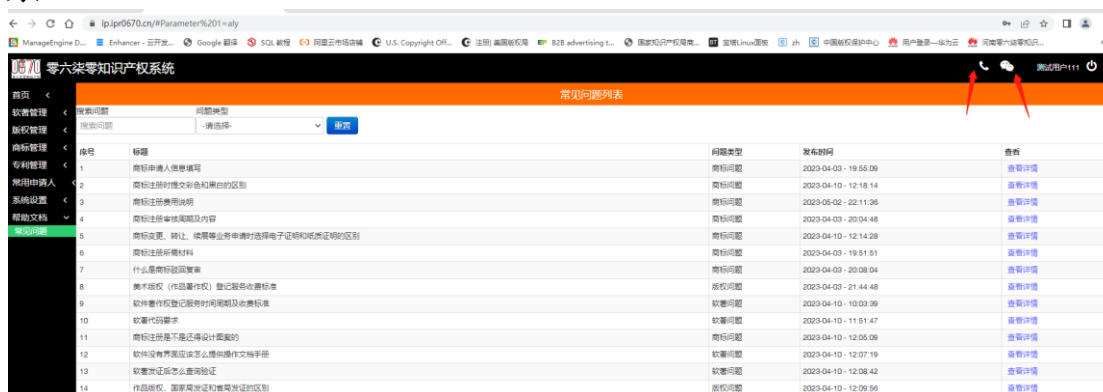 ip.ipr0670.cn/#Parameter%201=aly
ManageEngine D... Enhancer - 云开发... Google 翻译 SQL 教程 阿里云市场店铺 U.S. Copyright Off... 注册| 美国版权局 B2B advertising t... 国家知识产权局商... 宝塔Linux面板 zh 中国版权保护中心 用户登录—华为云 河南零六柒零知识...
0670 零六柒零知识产权系统 测试用户111
首页
软著管理
版权管理
商标管理
专利管理
常用申请人
系统设置
帮助文档
常见问题
常见问题列表
搜索问题 问题类型
搜索问题 -请选择- 重置
序号 标题 问题类型 发布时间 查看
1 商标申请人信息填写 商标问题 2023-04-03 - 19:55:09 查看详情
2 商标注册时提交彩色和黑白的区别 商标问题 2023-04-10 - 12:18:14 查看详情
3 商标注册费用说明 商标问题 2023-05-02 - 22:11:36 查看详情
4 商标注册审核周期及内容 商标问题 2023-04-03 - 20:04:48 查看详情
5 商标变更、转让、续展等业务申请时选择电子证明和纸质证明的区别 商标问题 2023-04-10 - 12:14:28 查看详情
6 商标注册所需材料 商标问题 2023-04-03 - 19:51:51 查看详情
7 什么是商标驳回复审 商标问题 2023-04-03 - 20:08:04 查看详情
8 美术版权（作品著作权）登记服务收费标准 版权问题 2023-04-03 - 21:44:48 查看详情
9 软件著作权登记服务时间周期及收费标准 软著问题 2023-04-10 - 10:03:39 查看详情
10 软著代码要求 软著问题 2023-04-10 - 11:51:47 查看详情
11 商标注册是不是还得设计图案的 商标问题 2023-04-10 - 12:05:09 查看详情
12 软件没有界面应该怎么提供操作文档手册 软著问题 2023-04-10 - 12:07:19 查看详情
13 软著发证后怎么查询验证 软著问题 2023-04-10 - 12:08:42 查看详情
14 作品版权，国家局发证和省局发证的区别 版权问题 2023-04-10 - 12:09:56 查看详情